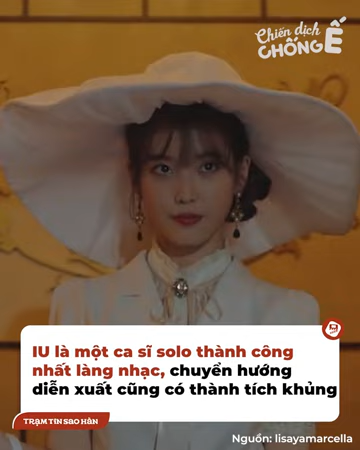 Chiến dịch
CHỐNG Ế
IU là một ca sĩ solo thành công
nhất làng nhạc, chuyển hướng
diễn xuất cũng có thành tích khủng
TRẠM TIN SAO HÀN
Nguồn: lisayamarcella